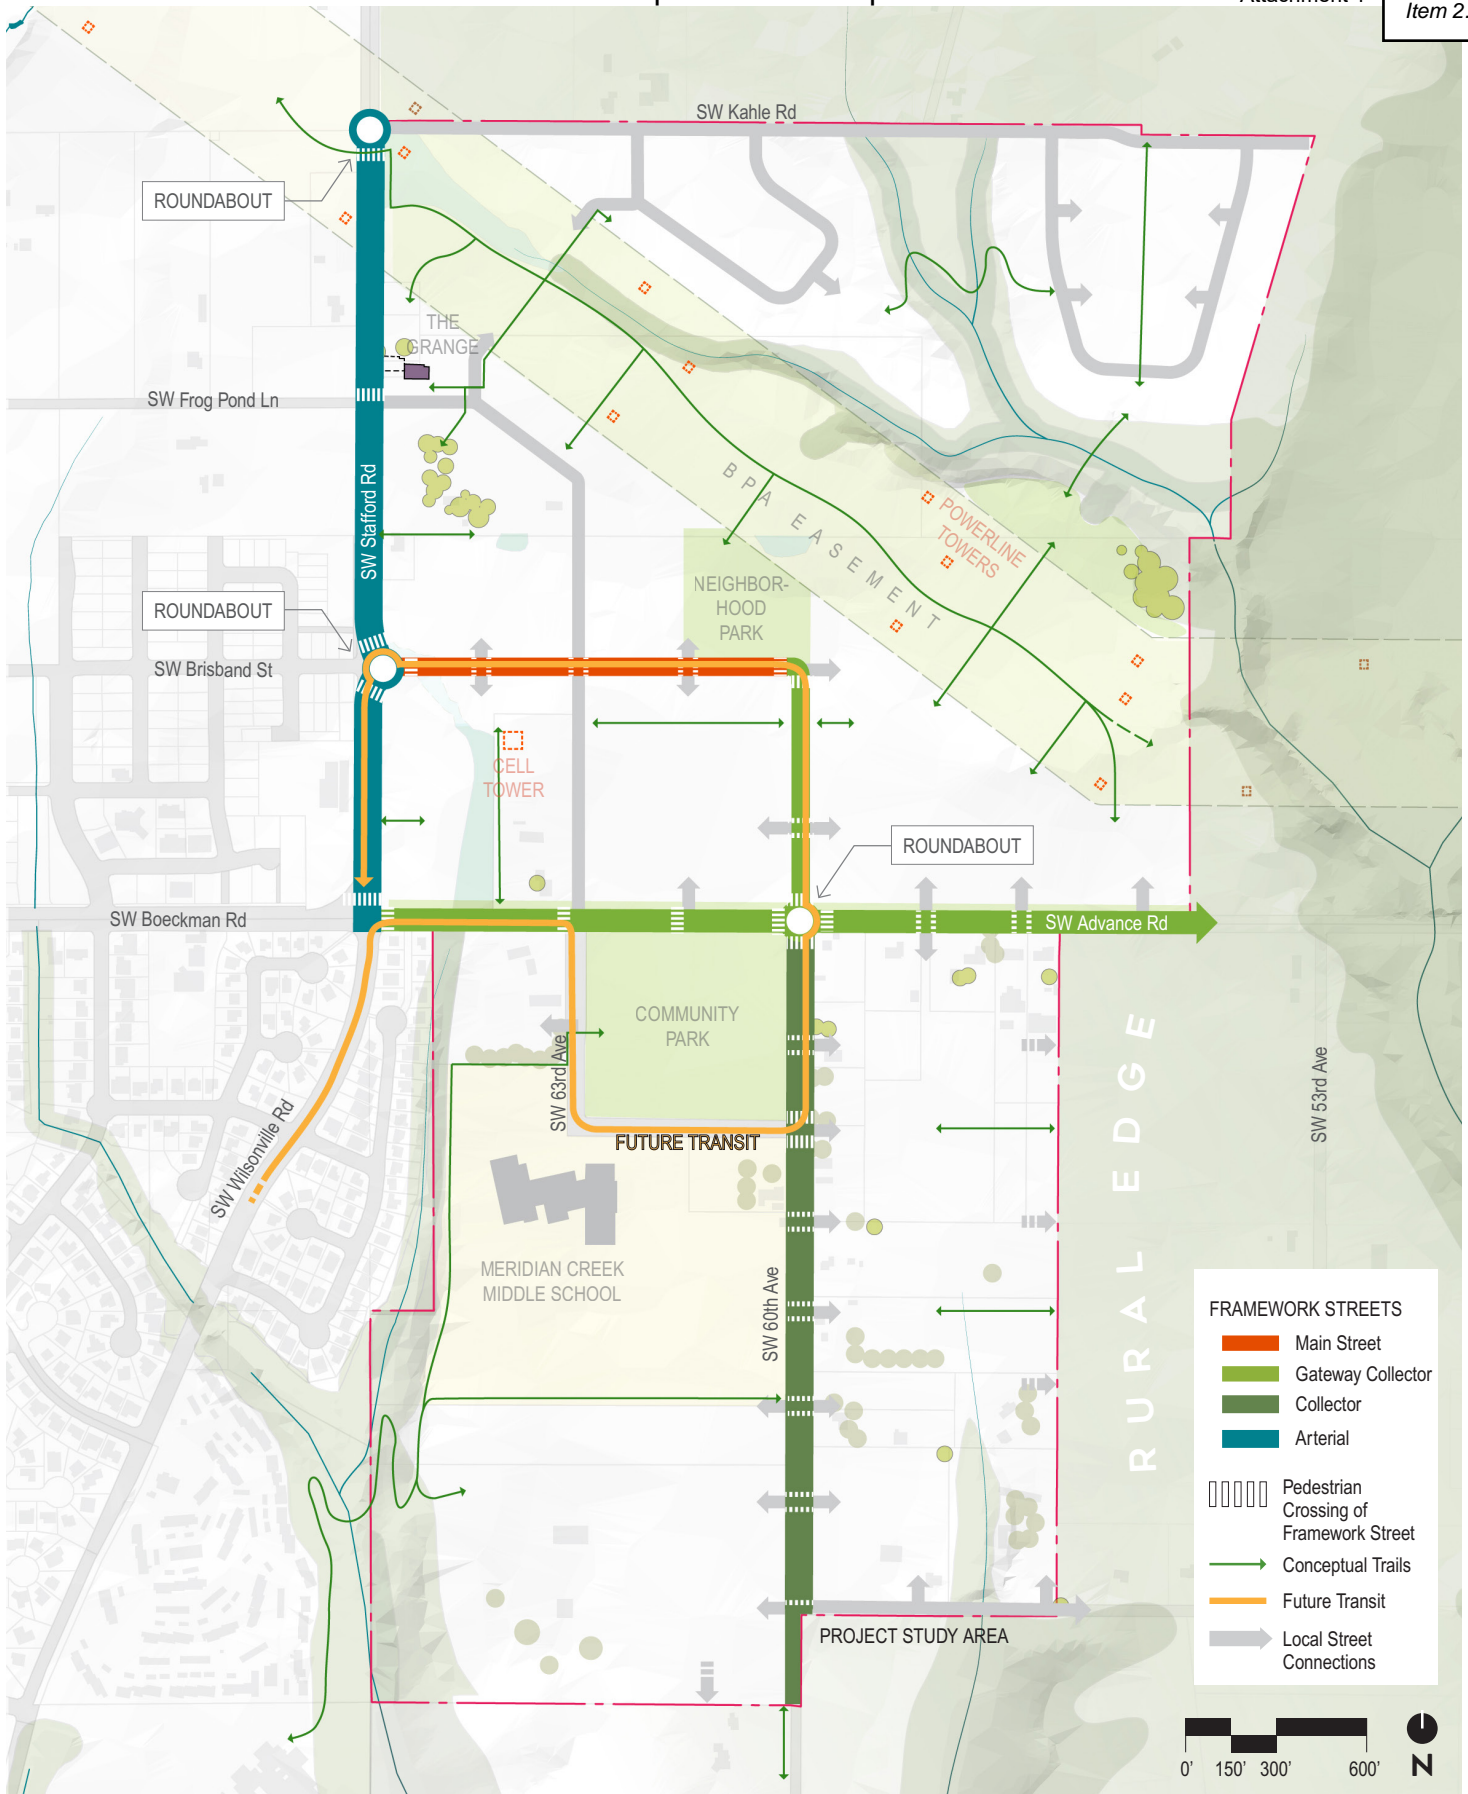 Item 2.
SW Kahle Rd
ROUNDABOUT
THE
GRANGE
SW Frog Pond Ln
SW Stafford Rd
BPA EASEMENT
POWERLINE
TOWERS
NEIGHBOR-
HOOD
PARK
ROUNDABOUT
SW Brisband St
CELL
TOWER
ROUNDABOUT
SW Boeckman Rd
SW Advance Rd
COMMUNITY
PARK
SW 63rd Ave
FUTURE TRANSIT
SW Wilsonville Rd
MERIDIAN CREEK
MIDDLE SCHOOL
SW 60th Ave
RURAL EDGE
SW 53rd Ave
PROJECT STUDY AREA
FRAMEWORK STREETS
Main Street
Gateway Collector
Collector
Arterial
Pedestrian
Crossing of
Framework Street
Conceptual Trails
Future Transit
Local Street
Connections
0' 150' 300' 600'
N